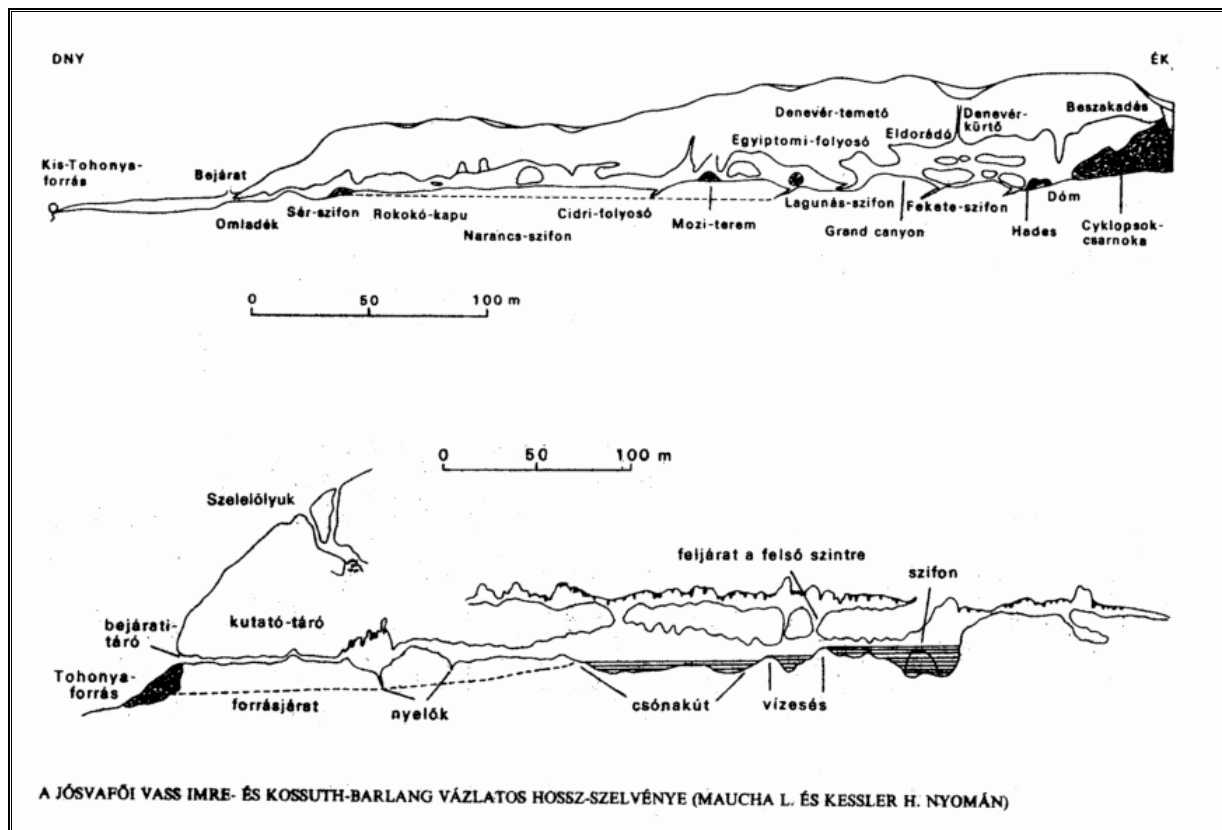 DNY
ÉK
Denevér-temető
Denevér-
kürtő
Beszakadás
Egyiptomi-folyosó
Eldorádó
Kis-Tohonya-
forrás
Bejárat
Omladék
Sár-szifon
Rokokó-kapu
Narancs-szifon
Cidri-folyosó
Mozi-terem
Lagunás-szifon
Grand canyon
Fekete-szifon
Hades
Dóm
Cyklopsok-
csarnoka
0 50 100 m
0 50 100 m
Szelelőlyuk
feljárat a felső szintre
szifon
bejárati-
táró
kutató-táró
Tohonya-
forrás
forrásjárat
nyelők
csónakút
vízesés
A JÓSVAFŐI VASS IMRE- ÉS KOSSUTH-BARLANG VÁZLATOS HOSSZ-SZELVÉNYE (MAUCHA L. ÉS KESSLER H. NYOMÁN)